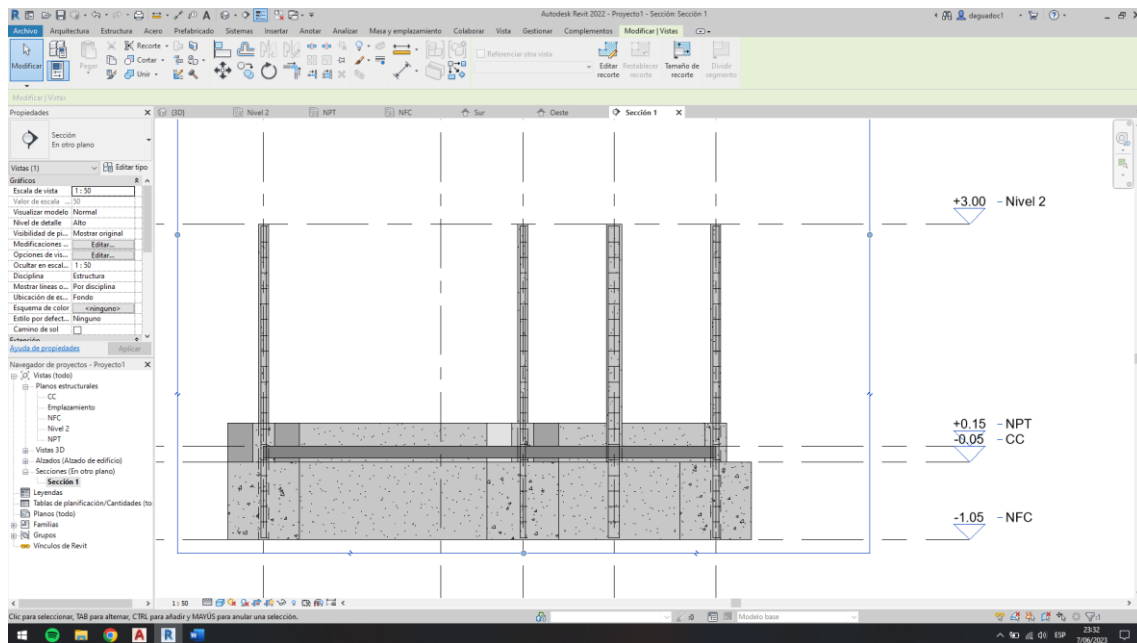 Autodesk Revit 2022 - Proyecto1 - Sección: Sección 1
deguadoc1
Archivo Arquitectura Estructura Acero Prefabricado Sistemas Insertar Anotar Analizar Masa y emplazamiento Colaborar Vista Gestionar Complementos Modificar | Vistas
Modificar
Pegar
Recorte
Cortar
Unir
Referenciar otra vista
Editar recorte
Restablecer recorte
Tamaño de recorte
Dividir segmento
Modificar | Vistas
Propiedades
(3D) Nivel 2 NPT NFC Sur Oeste Sección 1
Sección
En otro plano
Vistas (1) Editar tipo
Gráficos
Escala de vista 1 : 50
Valor de escala ... 50
Visualizar modelo Normal
Nivel de detalle Alto
Visibilidad de pi... Mostrar original
Modificaciones ... Editar...
Opciones de vis... Editar...
Ocultar en escal... 1 : 50
Disciplina Estructura
Mostrar líneas o... Por disciplina
Ubicación de es... Fondo
Esquema de color <ninguno>
Estilo por defect... Ninguno
Camino de sol
Extensión
Ayuda de propiedades Aplicar
Navegador de proyectos - Proyecto1
Vistas (todo)
Planos estructurales
CC
Emplazamiento
NFC
Nivel 2
NPT
Vistas 3D
Alzados (Alzado de edificio)
Secciones (En otro plano)
Sección 1
Leyendas
Tablas de planificación/Cantidades (to
Planos (todo)
Familias
Grupos
Vínculos de Revit
+3.00 - Nivel 2
+0.15 - NPT
-0.05 - CC
-1.05 - NFC
1 : 50
Clic para seleccionar, TAB para alternar, CTRL para añadir y MAYÚS para anular una selección.
:0
Modelo base
:1
ESP
23:32
7/06/2023